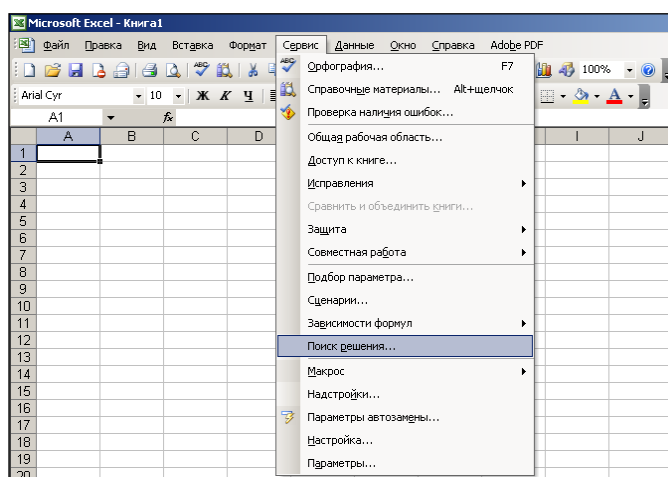 Microsoft Excel - Книга1
Файл Правка Вид Вставка Формат Сервис Данные Окно Справка Adobe PDF
100%
Arial Cyr 10 Ж К Ч
A1 fx
A B C D I J
1
2
3
4
5
6
7
8
9
10
11
12
13
14
15
16
17
18
19
20
Орфография... F7
Справочные материалы... Alt+щелчок
Проверка наличия ошибок...
Общая рабочая область...
Доступ к книге...
Исправления
Сравнить и объединить книги...
Защита
Совместная работа
Подбор параметра...
Сценарии...
Зависимости формул
Поиск решения...
Макрос
Надстройки...
Параметры автозамены...
Настройка...
Параметры...